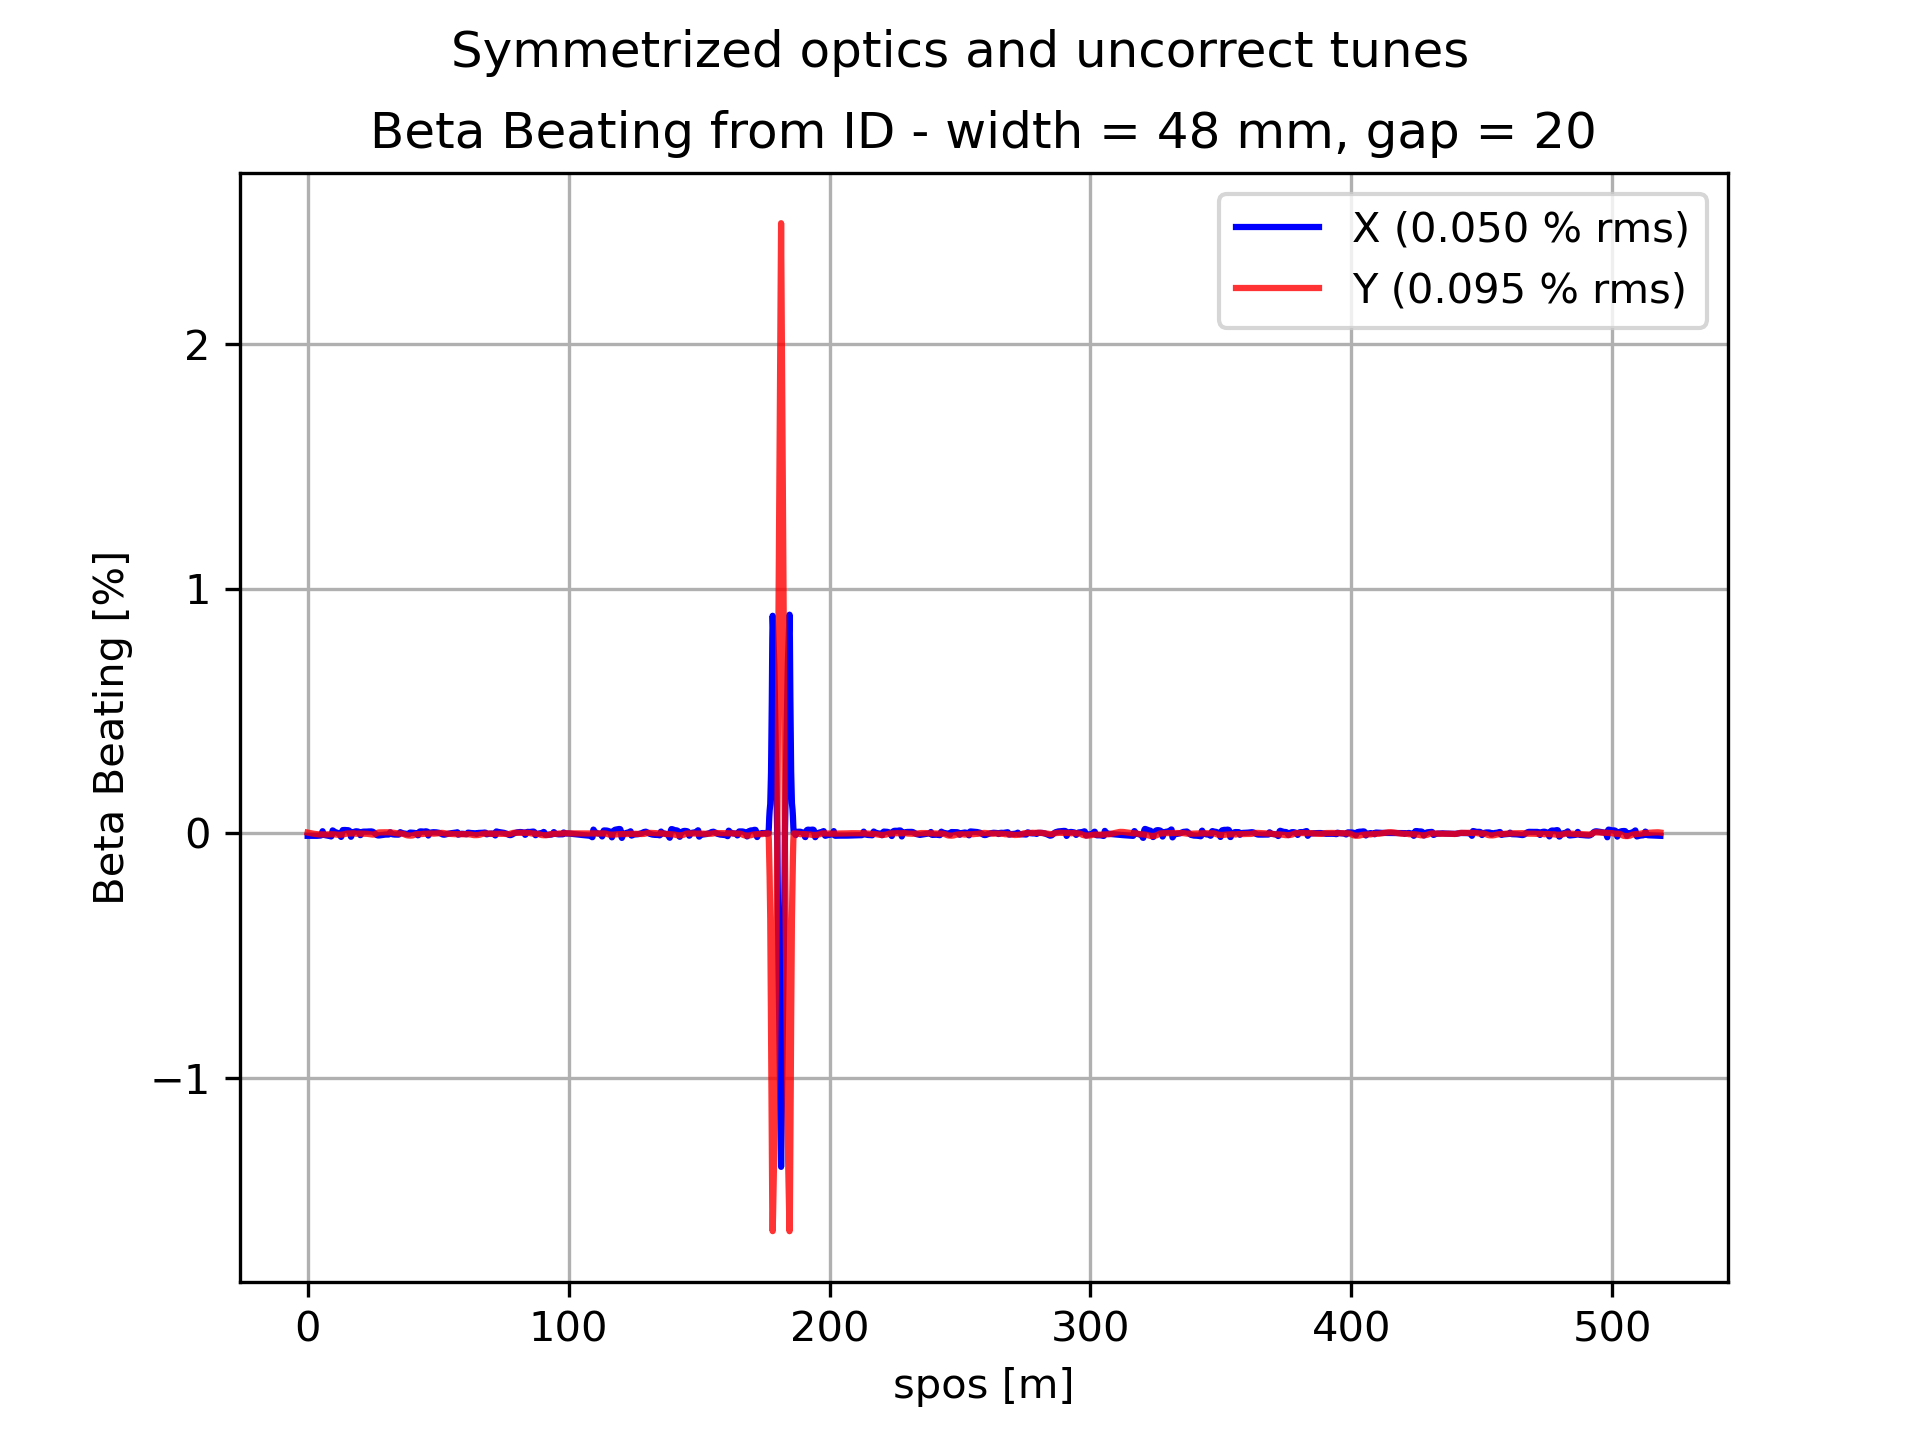 Symmetrized optics and uncorrect tunes
Beta Beating from ID - width = 48 mm, gap = 20
X (0.050 % rms)
Y (0.095 % rms)
Beta Beating [%]
2
1
0
−1
0 100 200 300 400 500
spos [m]